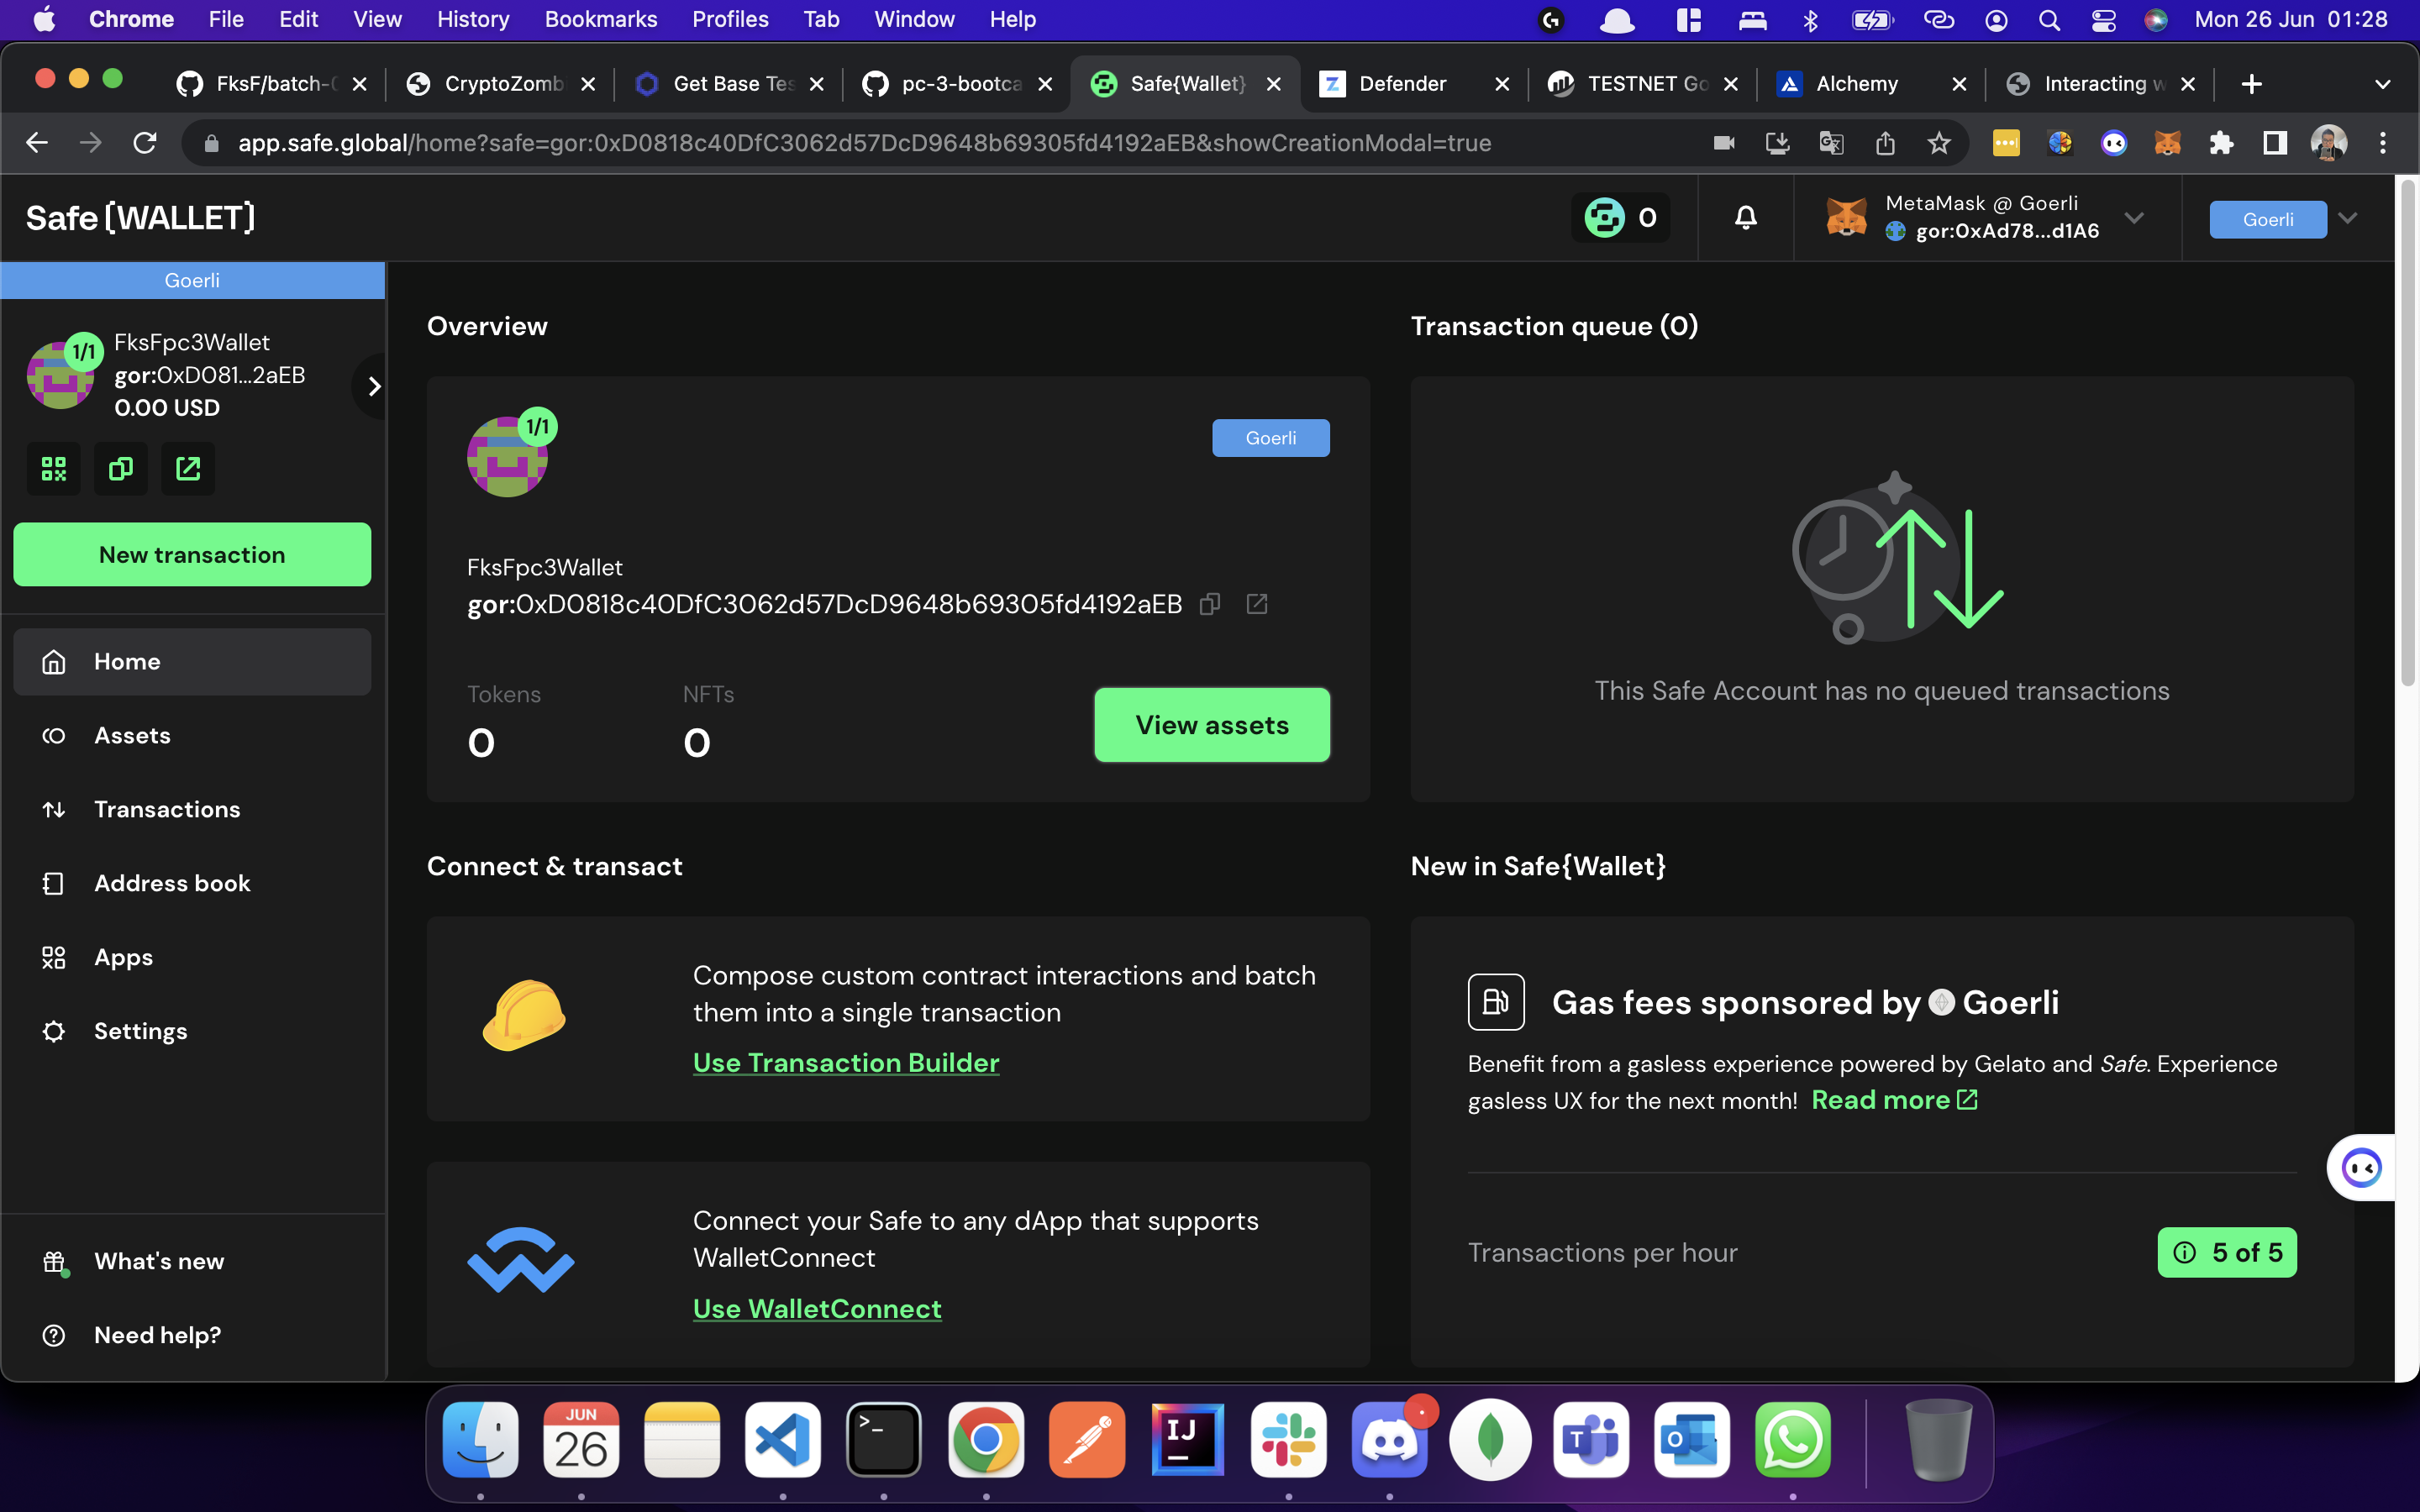 Chrome File Edit View History Bookmarks Profiles Tab Window Help Mon 26 Jun 01:28
FksF/batch- CryptoZomb Get Base Tes pc-3-bootca Safe{Wallet} Defender TESTNET Go Alchemy Interacting w
app.safe.global/home?safe=gor:0xD0818c40DfC3062d57DcD9648b69305fd4192aEB&showCreationModal=true
Safe{WALLET}
0
MetaMask @ Goerli
gor:0xAd78...d1A6
Goerli
Goerli
1/1
FksFpc3Wallet
gor:0xD081...2aEB
0.00 USD
New transaction
Home
Assets
Transactions
Address book
Apps
Settings
What's new
Need help?
Overview
1/1
Goerli
FksFpc3Wallet
gor:0xD0818c40DfC3062d57DcD9648b69305fd4192aEB
Tokens NFTs
0 0
View assets
Transaction queue (0)
This Safe Account has no queued transactions
Connect & transact
Compose custom contract interactions and batch
them into a single transaction
Use Transaction Builder
Connect your Safe to any dApp that supports
WalletConnect
Use WalletConnect
New in Safe{Wallet}
Gas fees sponsored by Goerli
Benefit from a gasless experience powered by Gelato and Safe. Experience
gasless UX for the next month! Read more
Transactions per hour
5 of 5
JUN
26
IJ
T
O